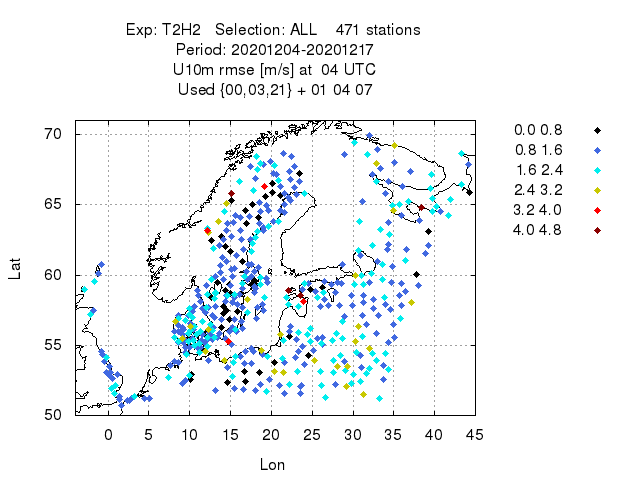 Exp: T2H2 Selection: ALL 471 stations
Period: 20201204-20201217
U10m rmse [m/s] at 04 UTC
Used {00,03,21} + 01 04 07
0.0 0.8
0.8 1.6
1.6 2.4
2.4 3.2
3.2 4.0
4.0 4.8
70
65
60
55
50
Lat
0 5 10 15 20 25 30 35 40 45
Lon